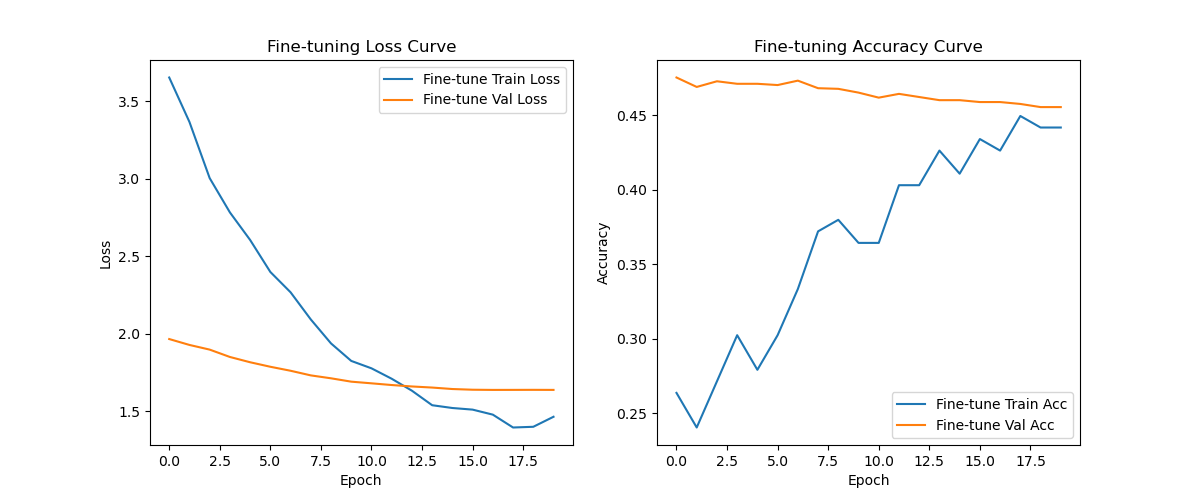 Fine-tuning Loss Curve
Fine-tune Train Loss
Fine-tune Val Loss
3.5
3.0
2.5
2.0
1.5
Loss
0.0 2.5 5.0 7.5 10.0 12.5 15.0 17.5
Epoch
Fine-tuning Accuracy Curve
0.45
0.40
0.35
0.30
0.25
Accuracy
Fine-tune Train Acc
Fine-tune Val Acc
0.0 2.5 5.0 7.5 10.0 12.5 15.0 17.5
Epoch